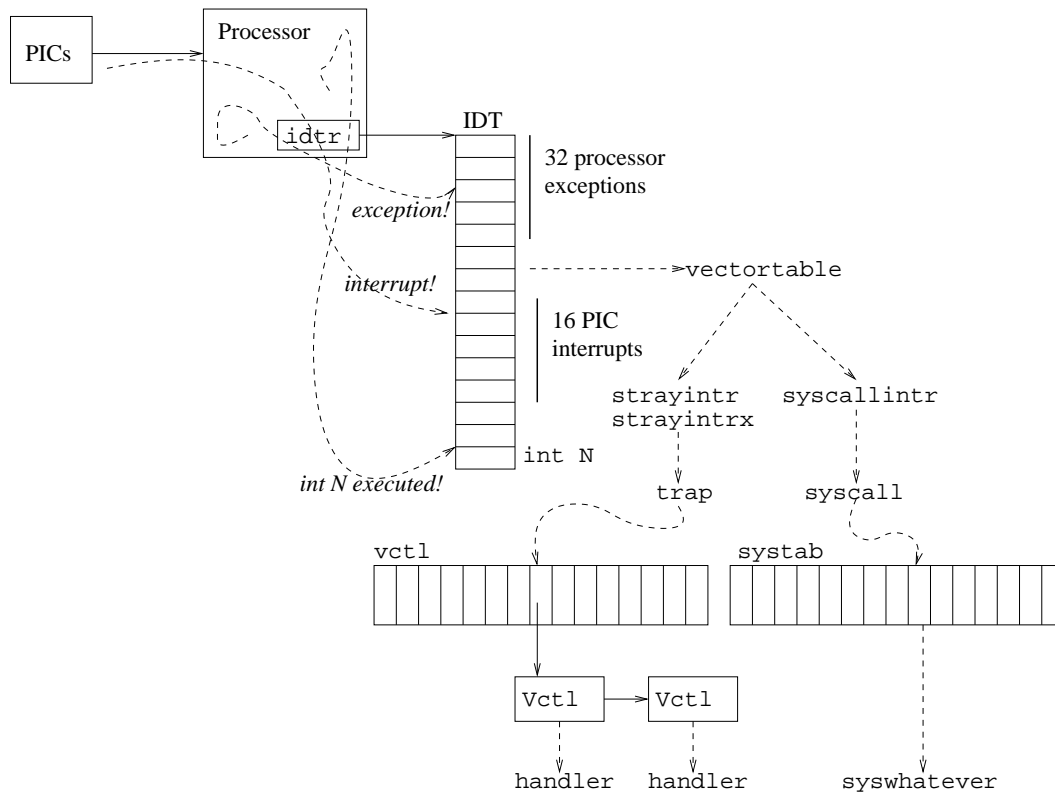 Processor
PICs
idtr
IDT
32 processor
exceptions
exception!
vectortable
interrupt!
16 PIC
interrupts
strayintr
strayintrx
syscallintr
int N
int N executed!
trap
syscall
vctl
systab
Vctl
Vctl
handler
handler
syswhatever